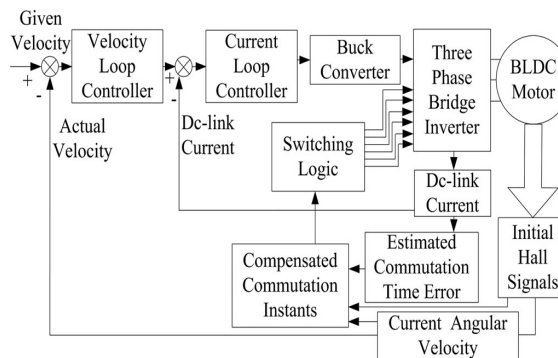 Given
Velocity
+
-
Velocity
Loop
Controller
+
-
Current
Loop
Controller
Buck
Converter
Three
Phase
Bridge
Inverter
BLDC
Motor
Actual
Velocity
Dc-link
Current
Switching
Logic
Dc-link
Current
Initial
Hall
Signals
Estimated
Commutation
Time Error
Compensated
Commutation
Instants
Current Angular
Velocity